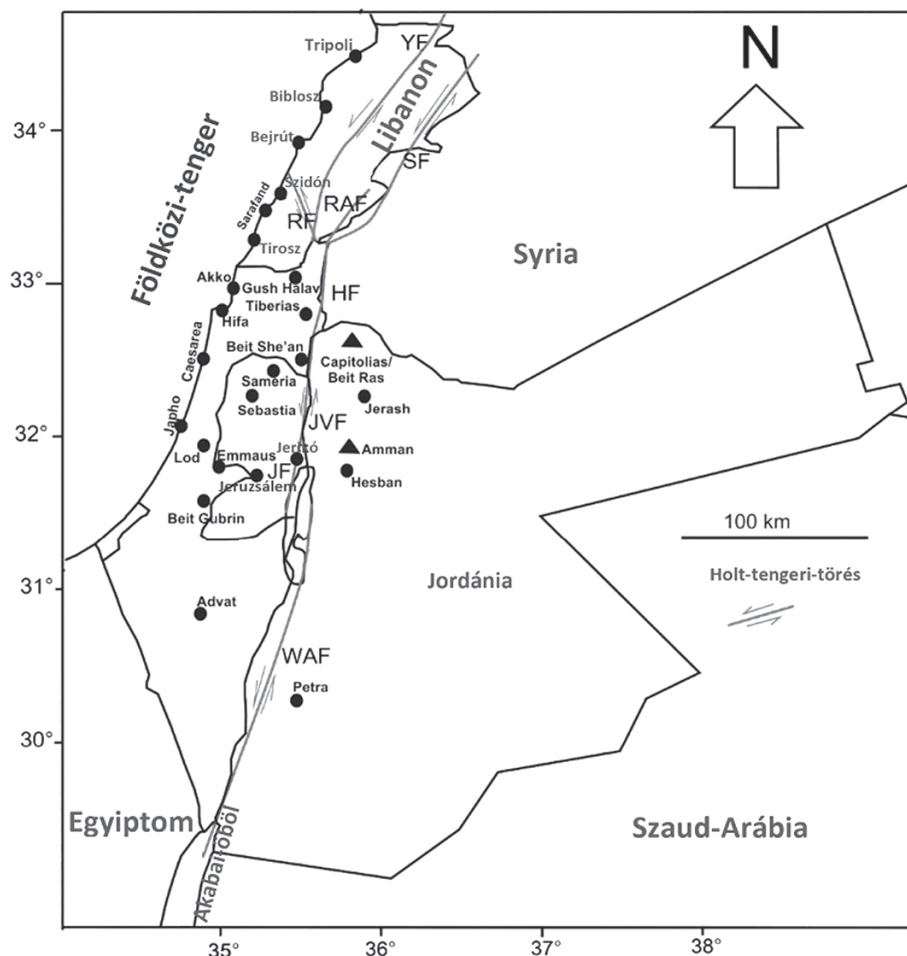 Tripoli
YF
N
Biblosz
Libanon
34°
Bejrút
SF
Földközi-tenger
Szidón
Sarafand
RAF
RF
Tirosz
Syria
33°
Akko
Gush Halav
HF
Tiberias
Hifa
Caesarea
Beit She'an
Capitolias/
Beit Ras
Samería
Sebastia
Jerash
Japho
JVF
32°
Lod
Emmaus
Jerikó
Amman
JF
Jeruzsálem
Hesban
Beit Gubrin
100 km
Holt-tengeri-törés
Jordánia
31°
Advat
WAF
Petra
30°
Egyiptom
Szaud-Arábia
Akabai-öböl
35°
36°
37°
38°